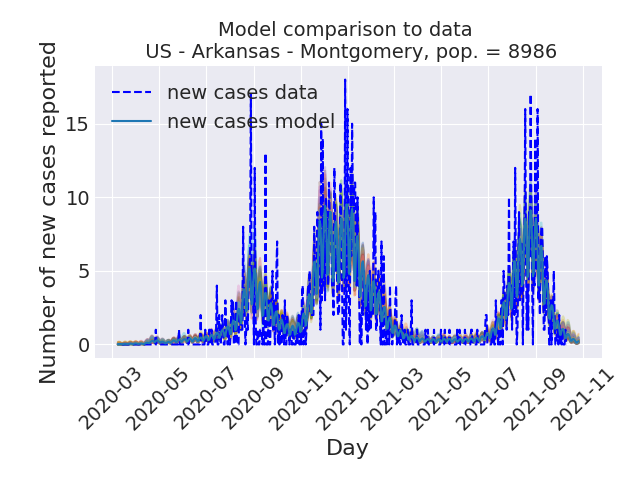 Model comparison to data
US - Arkansas - Montgomery, pop. = 8986
new cases data
new cases model
Number of new cases reported
15
10
5
0
2020-03
2020-05
2020-07
2020-09
2020-11
2021-01
2021-03
2021-05
2021-07
2021-09
2021-11
Day